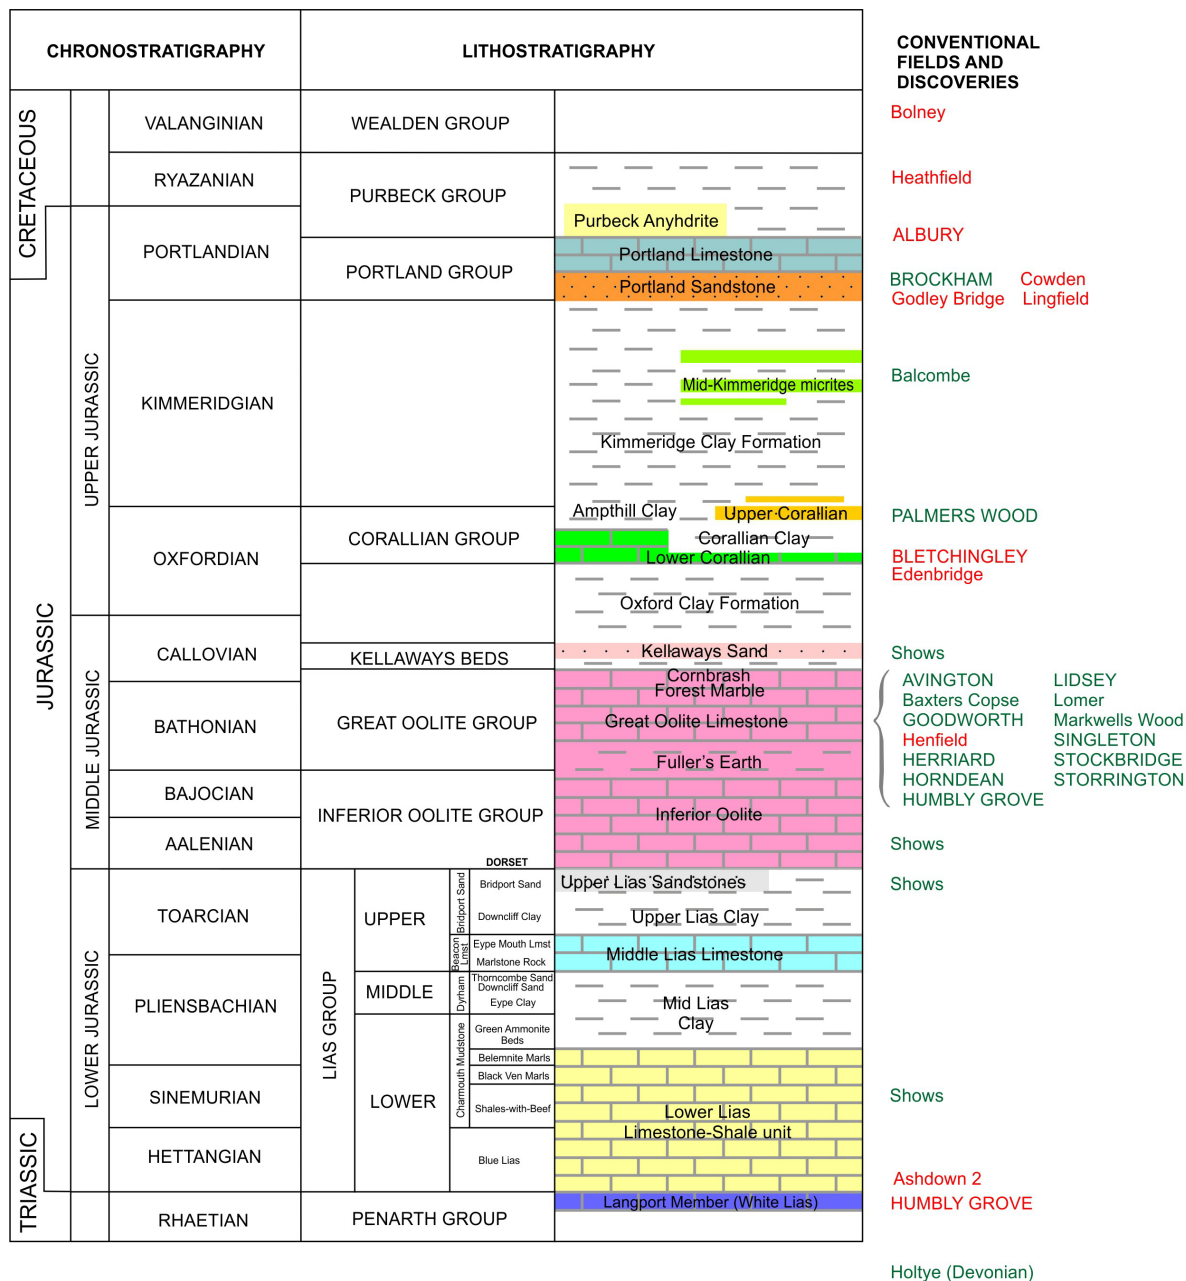 CHRONOSTRATIGRAPHY
LITHOSTRATIGRAPHY
CONVENTIONAL
FIELDS AND
DISCOVERIES
CRETACEOUS
JURASSIC
TRIASSIC
UPPER JURASSIC
MIDDLE JURASSIC
LOWER JURASSIC
VALANGINIAN
RYAZANIAN
PORTLANDIAN
KIMMERIDGIAN
OXFORDIAN
CALLOVIAN
BATHONIAN
BAJOCIAN
AALENIAN
TOARCIAN
PLIENSBACHIAN
SINEMURIAN
HETTANGIAN
RHAETIAN
WEALDEN GROUP
PURBECK GROUP
PORTLAND GROUP
CORALLIAN GROUP
KELLAWAYS BEDS
GREAT OOLITE GROUP
INFERIOR OOLITE GROUP
DORSET
LIAS GROUP
UPPER
MIDDLE
LOWER
Bridport Sand
Beacon
Lmst
Dyrham
Charmouth Mudstone
Bridport Sand
Downcliff Clay
Eype Mouth Lmst
Marlstone Rock
Thorncombe Sand
Downcliff Sand
Eype Clay
Green Ammonite
Beds
Belemnite Marls
Black Ven Marls
Shales-with-Beef
Blue Lias
PENARTH GROUP
Purbeck Anyhdrite
Portland Limestone
Portland Sandstone
Mid-Kimmeridge micrites
Kimmeridge Clay Formation
Ampthill Clay
Upper Corallian
Corallian Clay
Lower Corallian
Oxford Clay Formation
Kellaways Sand
Cornbrash
Forest Marble
Great Oolite Limestone
Fuller's Earth
Inferior Oolite
Upper Lias Sandstones
Upper Lias Clay
Middle Lias Limestone
Mid Lias
Clay
Lower Lias
Limestone-Shale unit
Langport Member (White Lias)
Bolney
Heathfield
ALBURY
BROCKHAM Cowden
Godley Bridge Lingfield
Balcombe
PALMERS WOOD
BLETCHINGLEY
Edenbridge
Shows
AVINGTON LIDSEY
Baxters Copse Lomer
GOODWORTH Markwells Wood
Henfield SINGLETON
HERRIARD STOCKBRIDGE
HORNDEAN STORRINGTON
HUMBLY GROVE
Shows
Shows
Shows
Ashdown 2
HUMBLY GROVE
Holtye (Devonian)